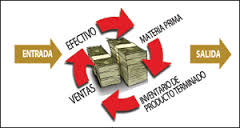 ENTRADA
EFECTIVO
MATERIA PRIMA
SALIDA
INVENTARIO DE
PRODUCTO TERMINADO
VENTAS